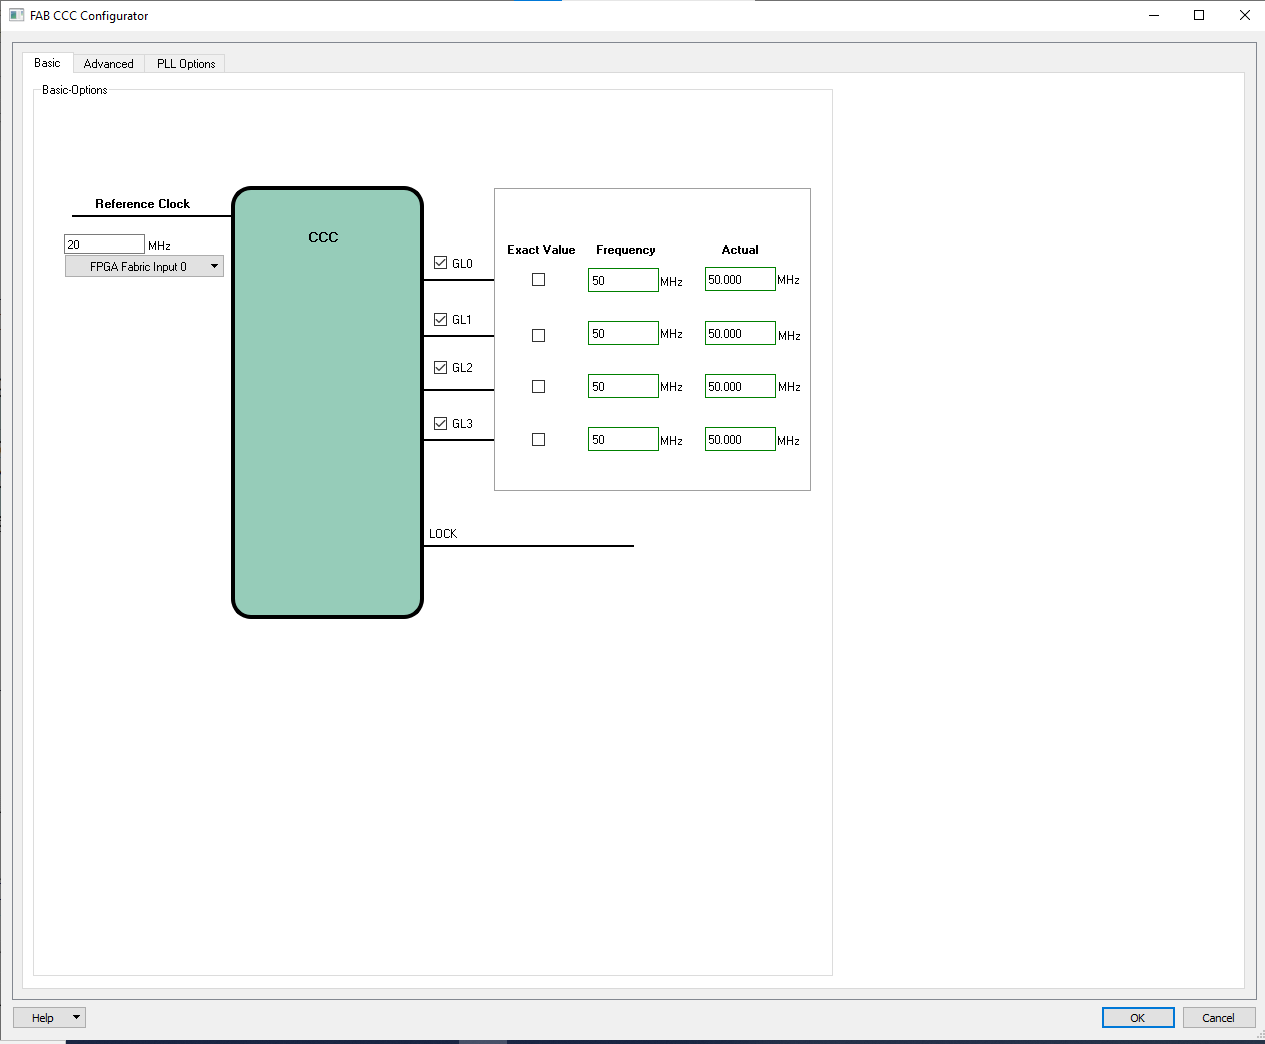 FAB CCC Configurator
Basic Advanced PLL Options
Basic-Options
Reference Clock
20 MHz
FPGA Fabric Input 0
CCC
Exact Value Frequency Actual
GL0 50 MHz 50.000 MHz
GL1 50 MHz 50.000 MHz
GL2 50 MHz 50.000 MHz
GL3 50 MHz 50.000 MHz
LOCK
Help OK Cancel